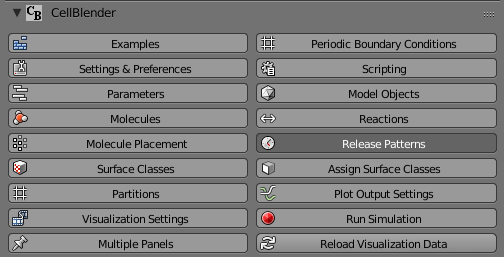 CB CellBlender
Examples Periodic Boundary Conditions
Settings & Preferences Scripting
Parameters Model Objects
Molecules Reactions
Molecule Placement Release Patterns
Surface Classes Assign Surface Classes
Partitions Plot Output Settings
Visualization Settings Run Simulation
Multiple Panels Reload Visualization Data